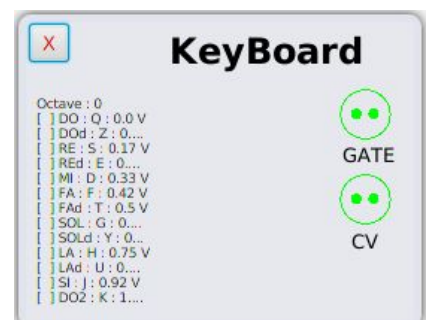 X
KeyBoard
Octave : 0
[ ] DO : Q : 0.0 V
[ ] DOd : Z : 0....
[ ] RE : S : 0.17 V
[ ] REd : E : 0....
[ ] MI : D : 0.33 V
[ ] FA : F : 0.42 V
[ ] FAd : T : 0.5 V
[ ] SOL : G : 0....
[ ] SOLd : Y : 0....
[ ] LA : H : 0.75 V
[ ] LAd : U : 0....
[ ] SI : J : 0.92 V
[ ] DO2 : K : 1....
GATE
CV